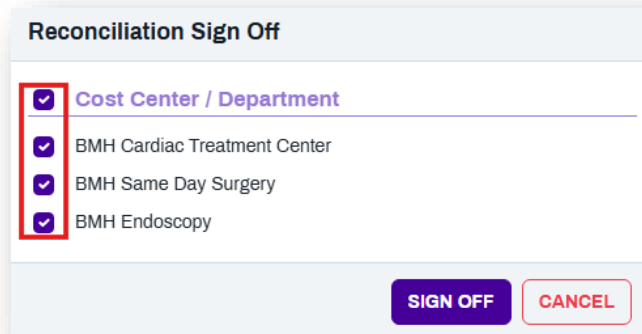 Reconciliation Sign Off
Cost Center / Department
BMH Cardiac Treatment Center
BMH Same Day Surgery
BMH Endoscopy
SIGN OFF
CANCEL